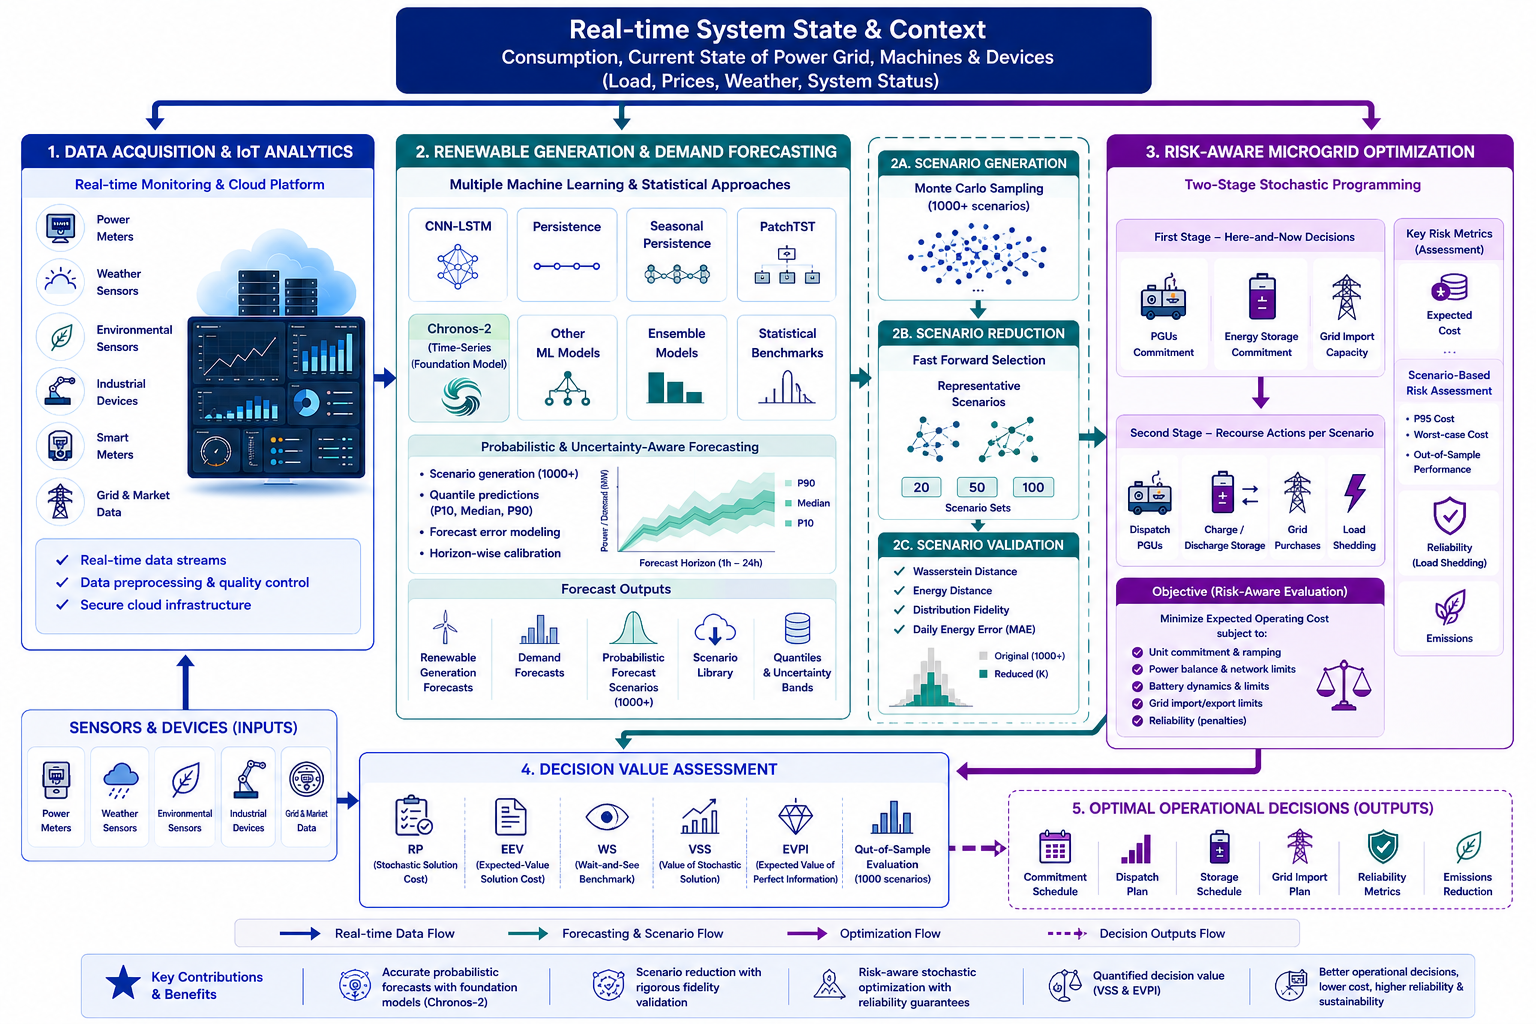 Real-time System State & Context
Consumption, Current State of Power Grid, Machines & Devices
(Load, Prices, Weather, System Status)
1. DATA ACQUISITION & IoT ANALYTICS
Real-time Monitoring & Cloud Platform
Power
Meters
Weather
Sensors
Environmental
Sensors
Industrial
Devices
Smart
Meters
Grid & Market
Data
Real-time data streams
Data preprocessing & quality control
Secure cloud infrastructure
SENSORS & DEVICES (INPUTS)
Power
Meters
Weather
Sensors
Environmental
Sensors
Industrial
Devices
Grid & Market
Data
2. RENEWABLE GENERATION & DEMAND FORECASTING
Multiple Machine Learning & Statistical Approaches
CNN-LSTM
Persistence
Seasonal
Persistence
PatchTST
Chronos-2
(Time-Series
(Foundation Model)
Other
ML Models
Ensemble
Models
Statistical
Benchmarks
Probabilistic & Uncertainty-Aware Forecasting
• Scenario generation (1000+)
• Quantile predictions
(P10, Median, P90)
• Forecast error modeling
• Horizon-wise calibration
Power / Demand (MW)
P90
Median
P10
Forecast Horizon (1h – 24h)
Forecast Outputs
Renewable
Generation
Forecasts
Demand
Forecasts
Probabilistic
Forecast
Scenarios
(1000+)
Scenario
Library
Quantiles
& Uncertainty
Bands
2A. SCENARIO GENERATION
Monte Carlo Sampling
(1000+ scenarios)
...
2B. SCENARIO REDUCTION
Fast Forward Selection
Representative
Scenarios
20
50
100
Scenario Sets
2C. SCENARIO VALIDATION
Wasserstein Distance
Energy Distance
Distribution Fidelity
Daily Energy Error (MAE)
Original (1000+)
Reduced (K)
3. RISK-AWARE MICROGRID OPTIMIZATION
Two-Stage Stochastic Programming
First Stage – Here-and-Now Decisions
PGUs
Commitment
Energy Storage
Commitment
Grid Import
Capacity
Second Stage – Recourse Actions per Scenario
Dispatch
PGUs
Charge /
Discharge Storage
Grid
Purchases
Load
Shedding
Objective (Risk-Aware Evaluation)
Minimize Expected Operating Cost
subject to:
Unit commitment & ramping
Power balance & network limits
Battery dynamics & limits
Grid import/export limits
Reliability (penalties)
Key Risk Metrics
(Assessment)
Expected
Cost
...
Scenario-Based
Risk Assessment
• P95 Cost
• Worst-case Cost
• Out-of-Sample
Performance
Reliability
(Load Shedding)
Emissions
4. DECISION VALUE ASSESSMENT
RP
(Stochastic Solution
Cost)
EEV
(Expected-Value
Solution Cost)
WS
(Wait-and-See
Benchmark)
VSS
(Value of Stochastic
Solution)
EVPI
(Expected Value of
Perfect Information)
Out-of-Sample
Evaluation
(1000 scenarios)
5. OPTIMAL OPERATIONAL DECISIONS (OUTPUTS)
Commitment
Schedule
Dispatch
Plan
Storage
Schedule
Grid Import
Plan
Reliability
Metrics
Emissions
Reduction
Real-time Data Flow
Forecasting & Scenario Flow
Optimization Flow
Decision Outputs Flow
Key Contributions
& Benefits
Accurate probabilistic
forecasts with foundation
models (Chronos-2)
Scenario reduction with
rigorous fidelity
validation
Risk-aware stochastic
optimization with
reliability guarantees
Quantified decision value
(VSS & EVPI)
Better operational decisions,
lower cost, higher reliability &
sustainability